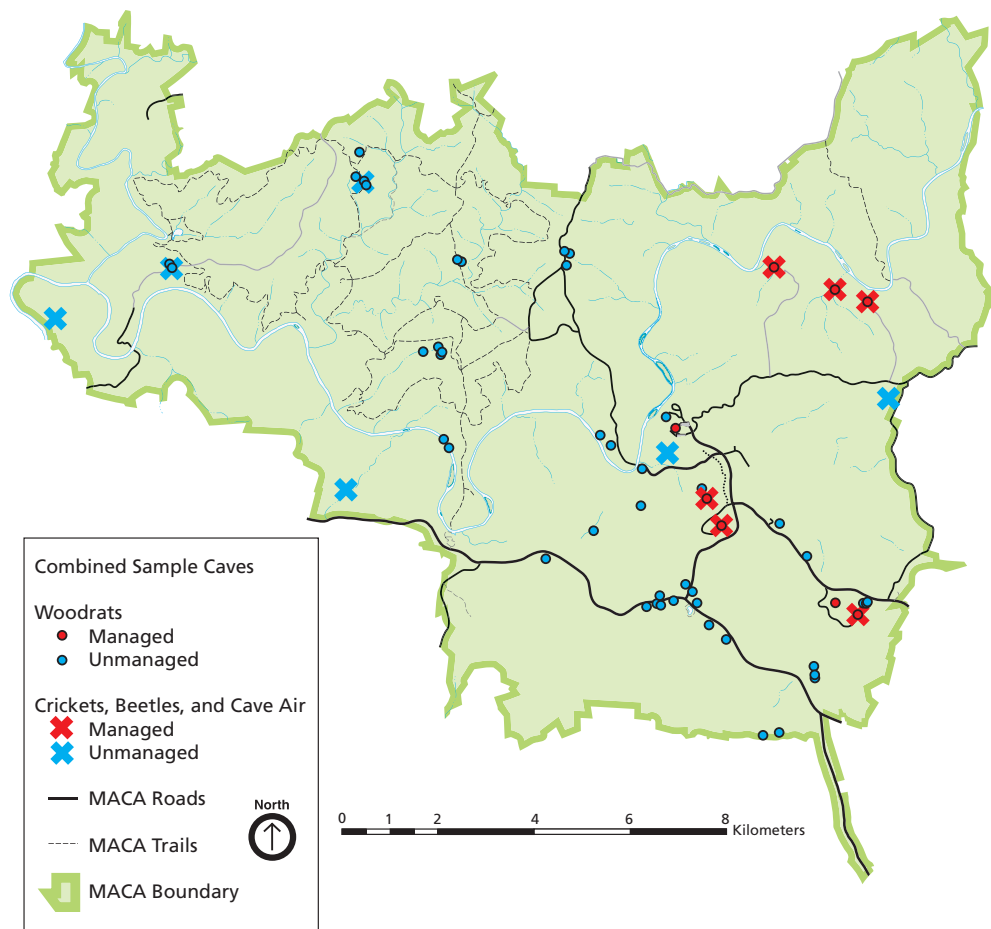 Combined Sample Caves
Woodrats
Managed
Unmanaged
Crickets, Beetles, and Cave Air
Managed
Unmanaged
MACA Roads
MACA Trails
MACA Boundary
North
0 1 2 4 6 8
Kilometers